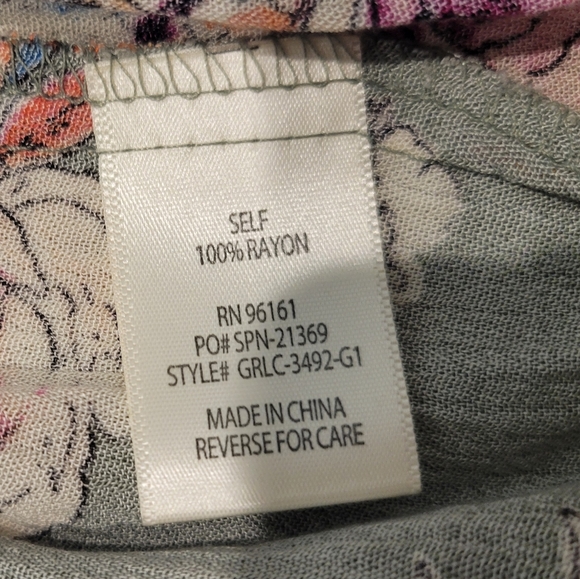 SELF
100% RAYON
RN 96161
PO# SPN-21369
STYLE# GRLC-3492-G1
MADE IN CHINA
REVERSE FOR CARE